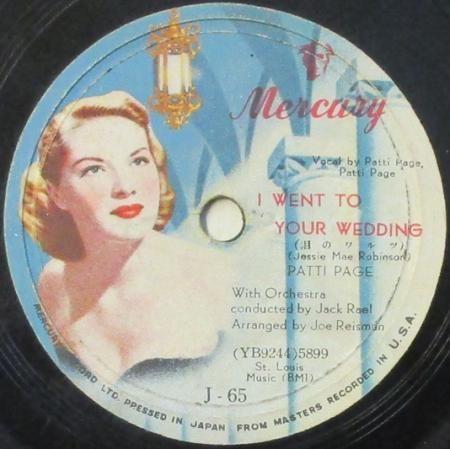 Mercury
Vocal by Patti Page,
Patti Page
I WENT TO
YOUR WEDDING
(涙のワルツ)
(Jessie Mae Robinson)
PATTI PAGE
With Orchestra
conducted by Jack Rael
Arranged by Joe Reisman
(YB9244)5899
St. Louis
Music (BMI)
J-65
MERCURY RECORD LTD. PPESSED IN JAPAN FROM MASTERS RECORDED IN U.S.A.